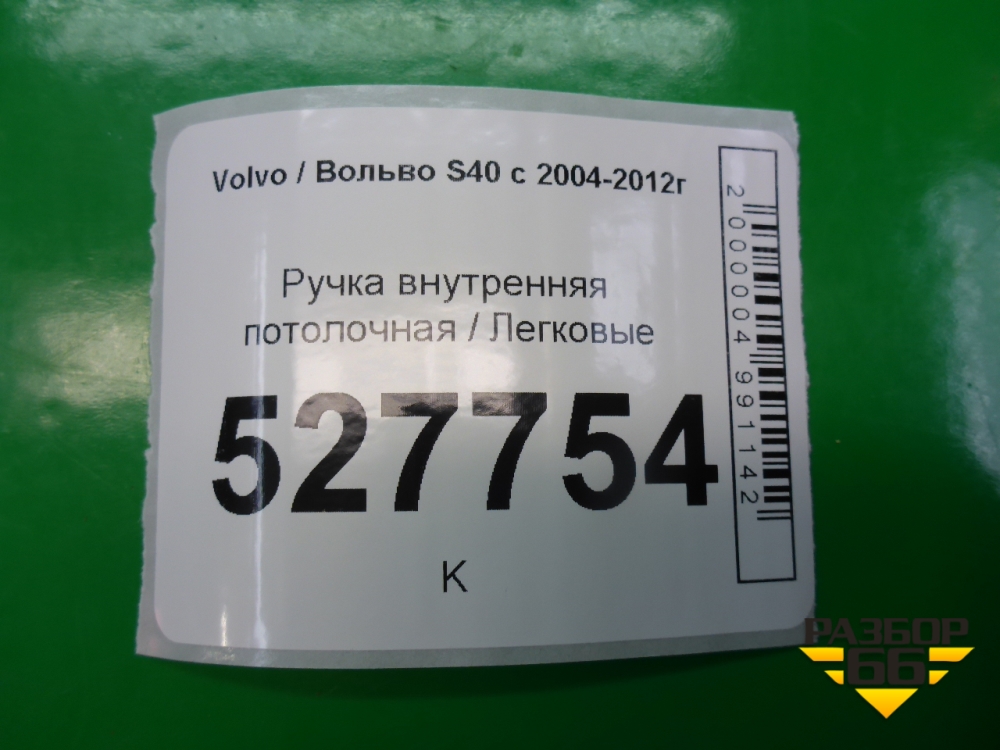 Volvo / Вольво S40 с 2004-2012г
Ручка внутренняя
потолочная / Легковые
527754
К
2000004991142
РАЗБОР
66